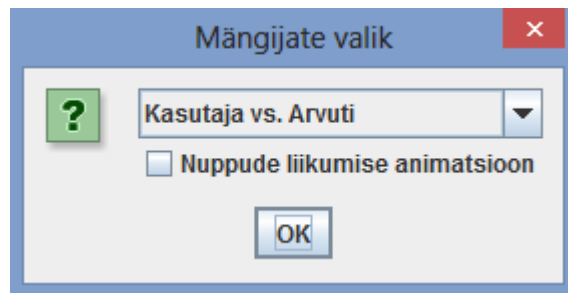 Mängijate valik
Kasutaja vs. Arvuti
Nuppude liikumise animatsioon
OK